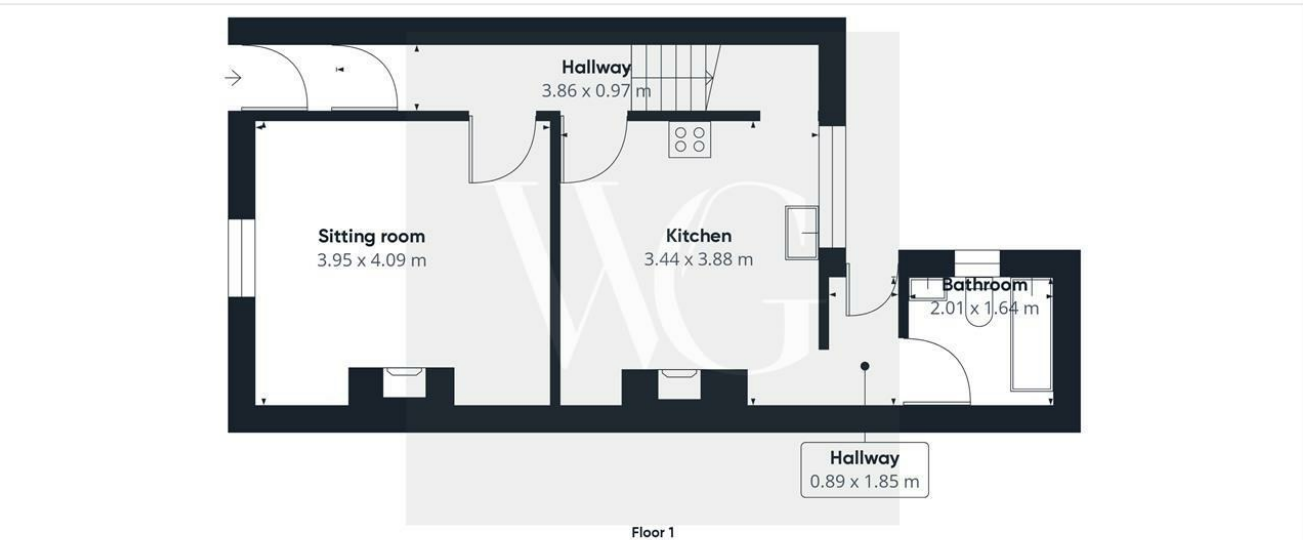 Hallway
3.86 x 0.97 m
Sitting room
3.95 x 4.09 m
Kitchen
3.44 x 3.88 m
Bathroom
2.01 x 1.64 m
Hallway
0.89 x 1.85 m
Floor 1
WG